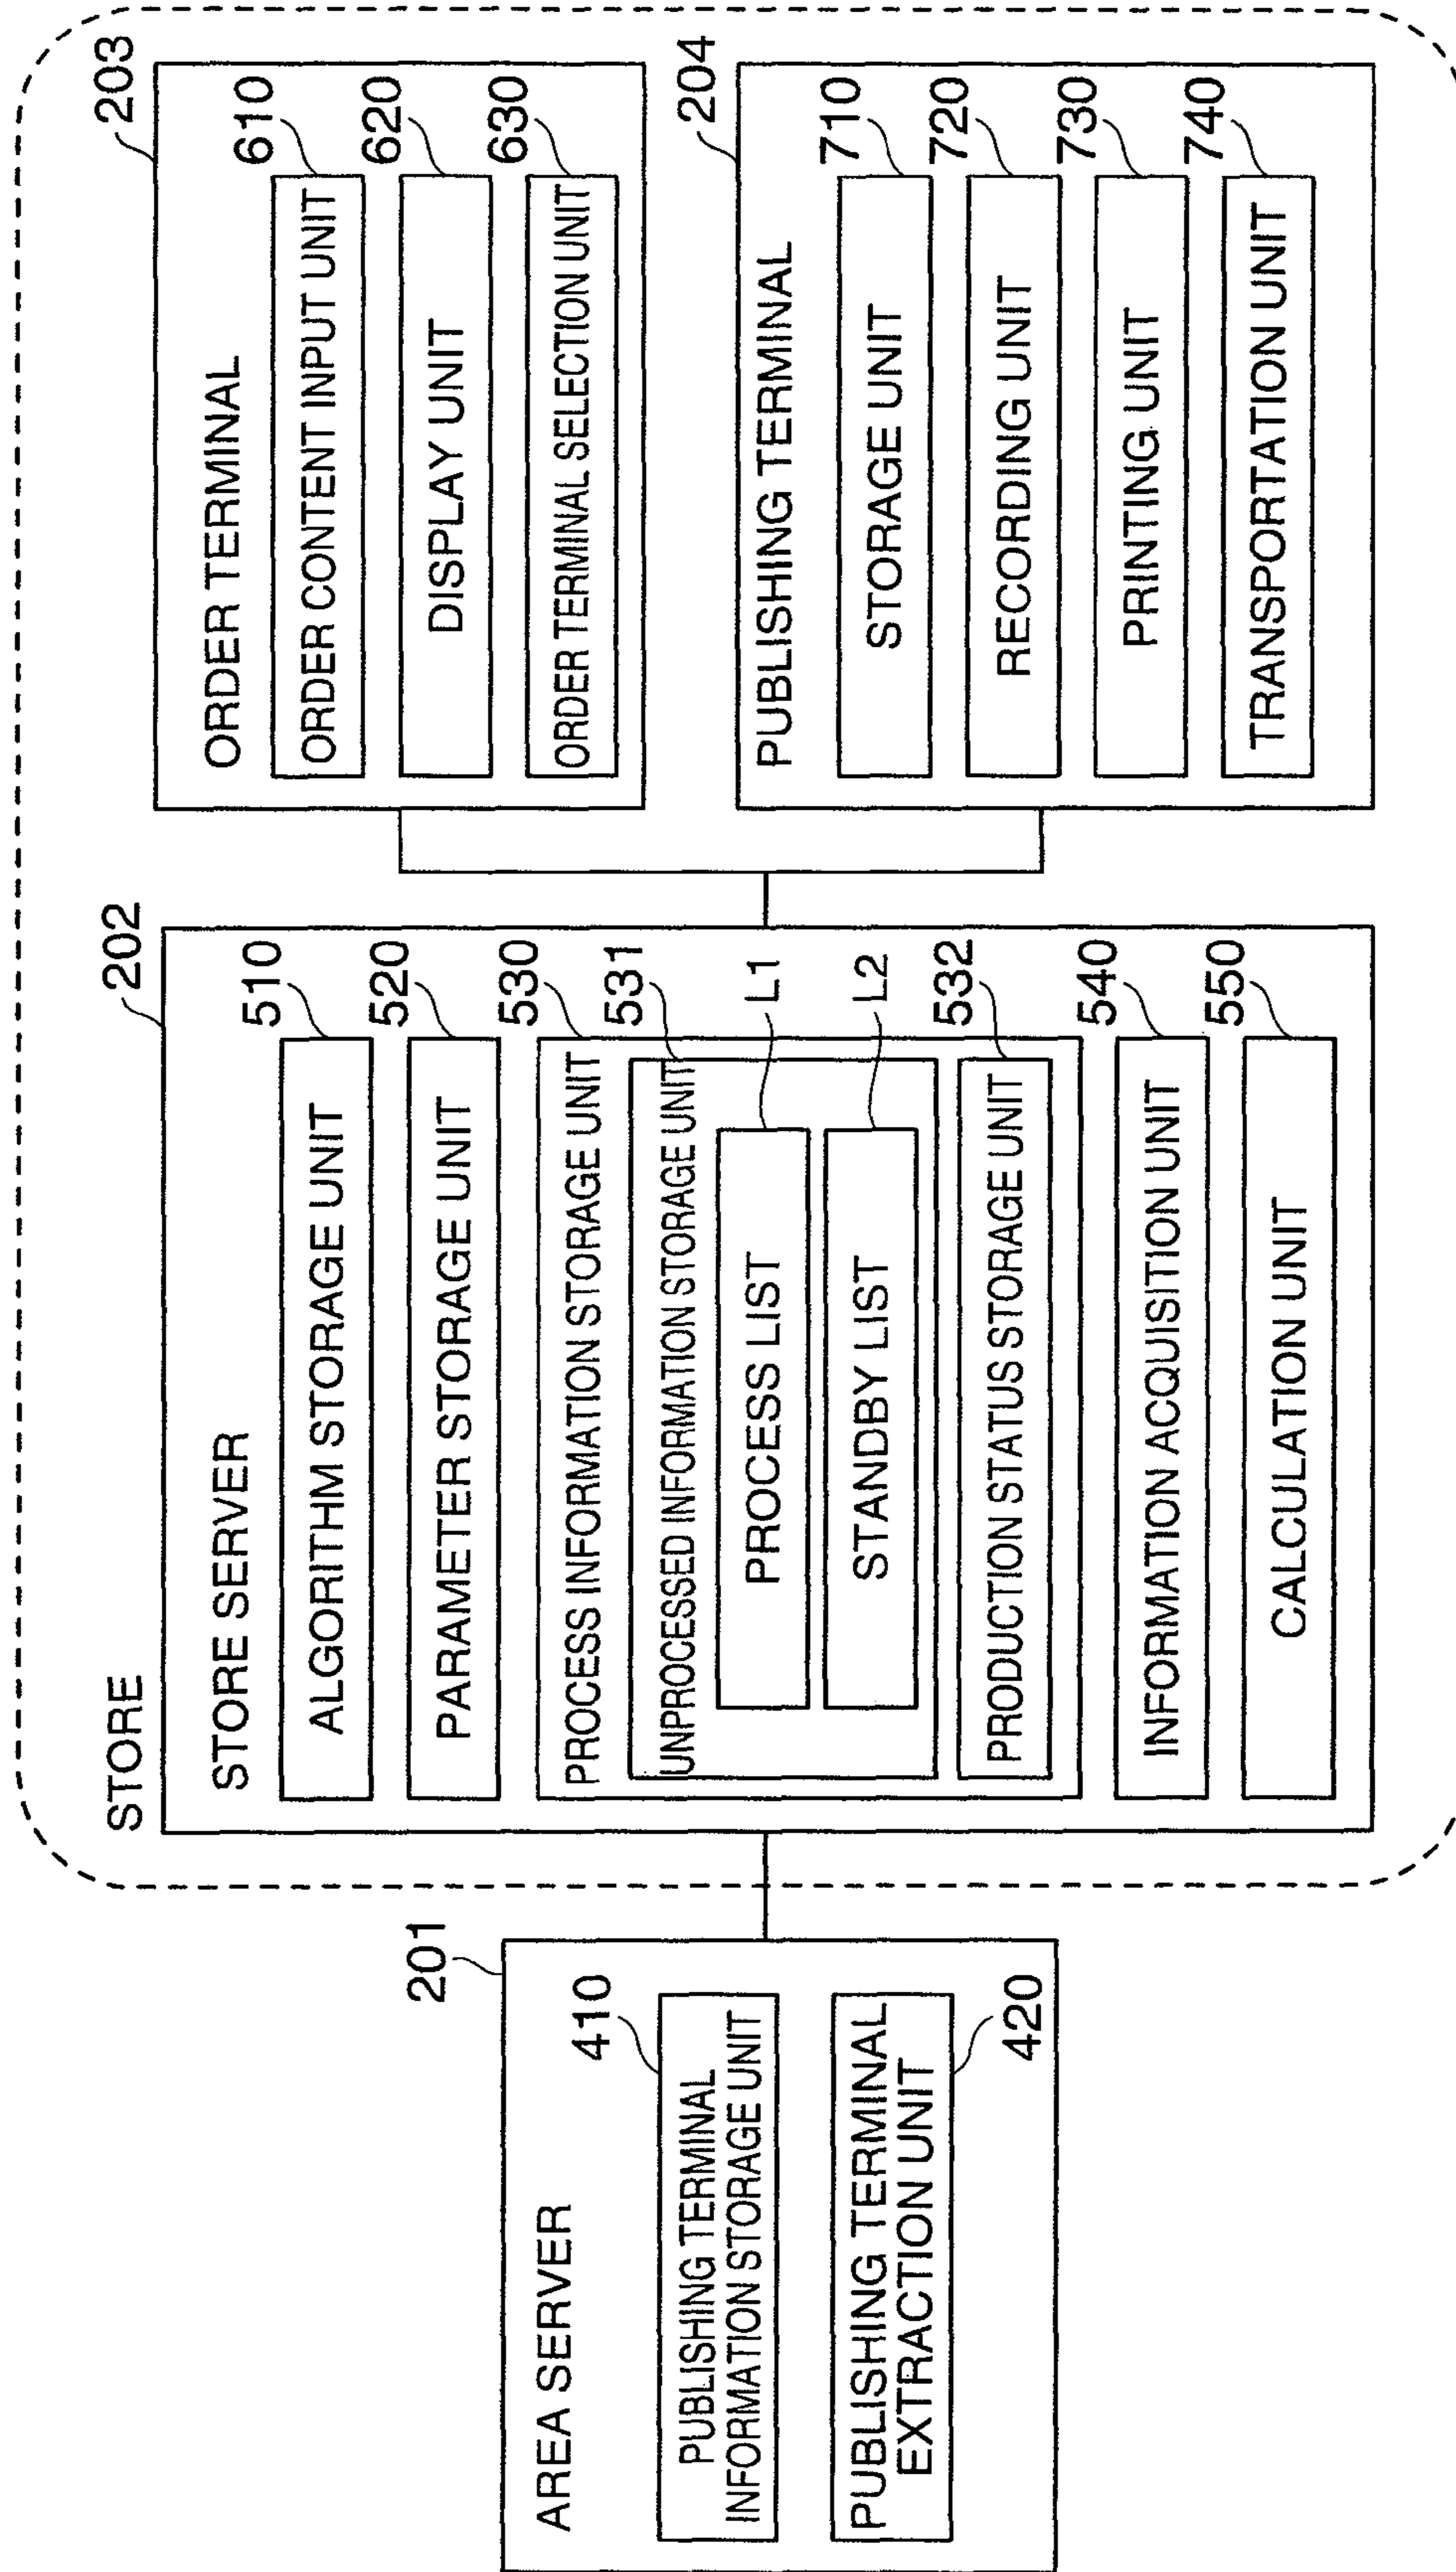 AREA SERVER
201
410
PUBLISHING TERMINAL
INFORMATION STORAGE UNIT
PUBLISHING TERMINAL
EXTRACTION UNIT
420
STORE
202
STORE SERVER
510
ALGORITHM STORAGE UNIT
520
PARAMETER STORAGE UNIT
530
PROCESS INFORMATION STORAGE UNIT
531
UNPROCESSED INFORMATION STORAGE UNIT
L1
PROCESS LIST
L2
STANDBY LIST
532
PRODUCTION STATUS STORAGE UNIT
540
INFORMATION ACQUISITION UNIT
550
CALCULATION UNIT
203
ORDER TERMINAL
610
ORDER CONTENT INPUT UNIT
620
DISPLAY UNIT
630
ORDER TERMINAL SELECTION UNIT
204
PUBLISHING TERMINAL
710
STORAGE UNIT
720
RECORDING UNIT
730
PRINTING UNIT
740
TRANSPORTATION UNIT